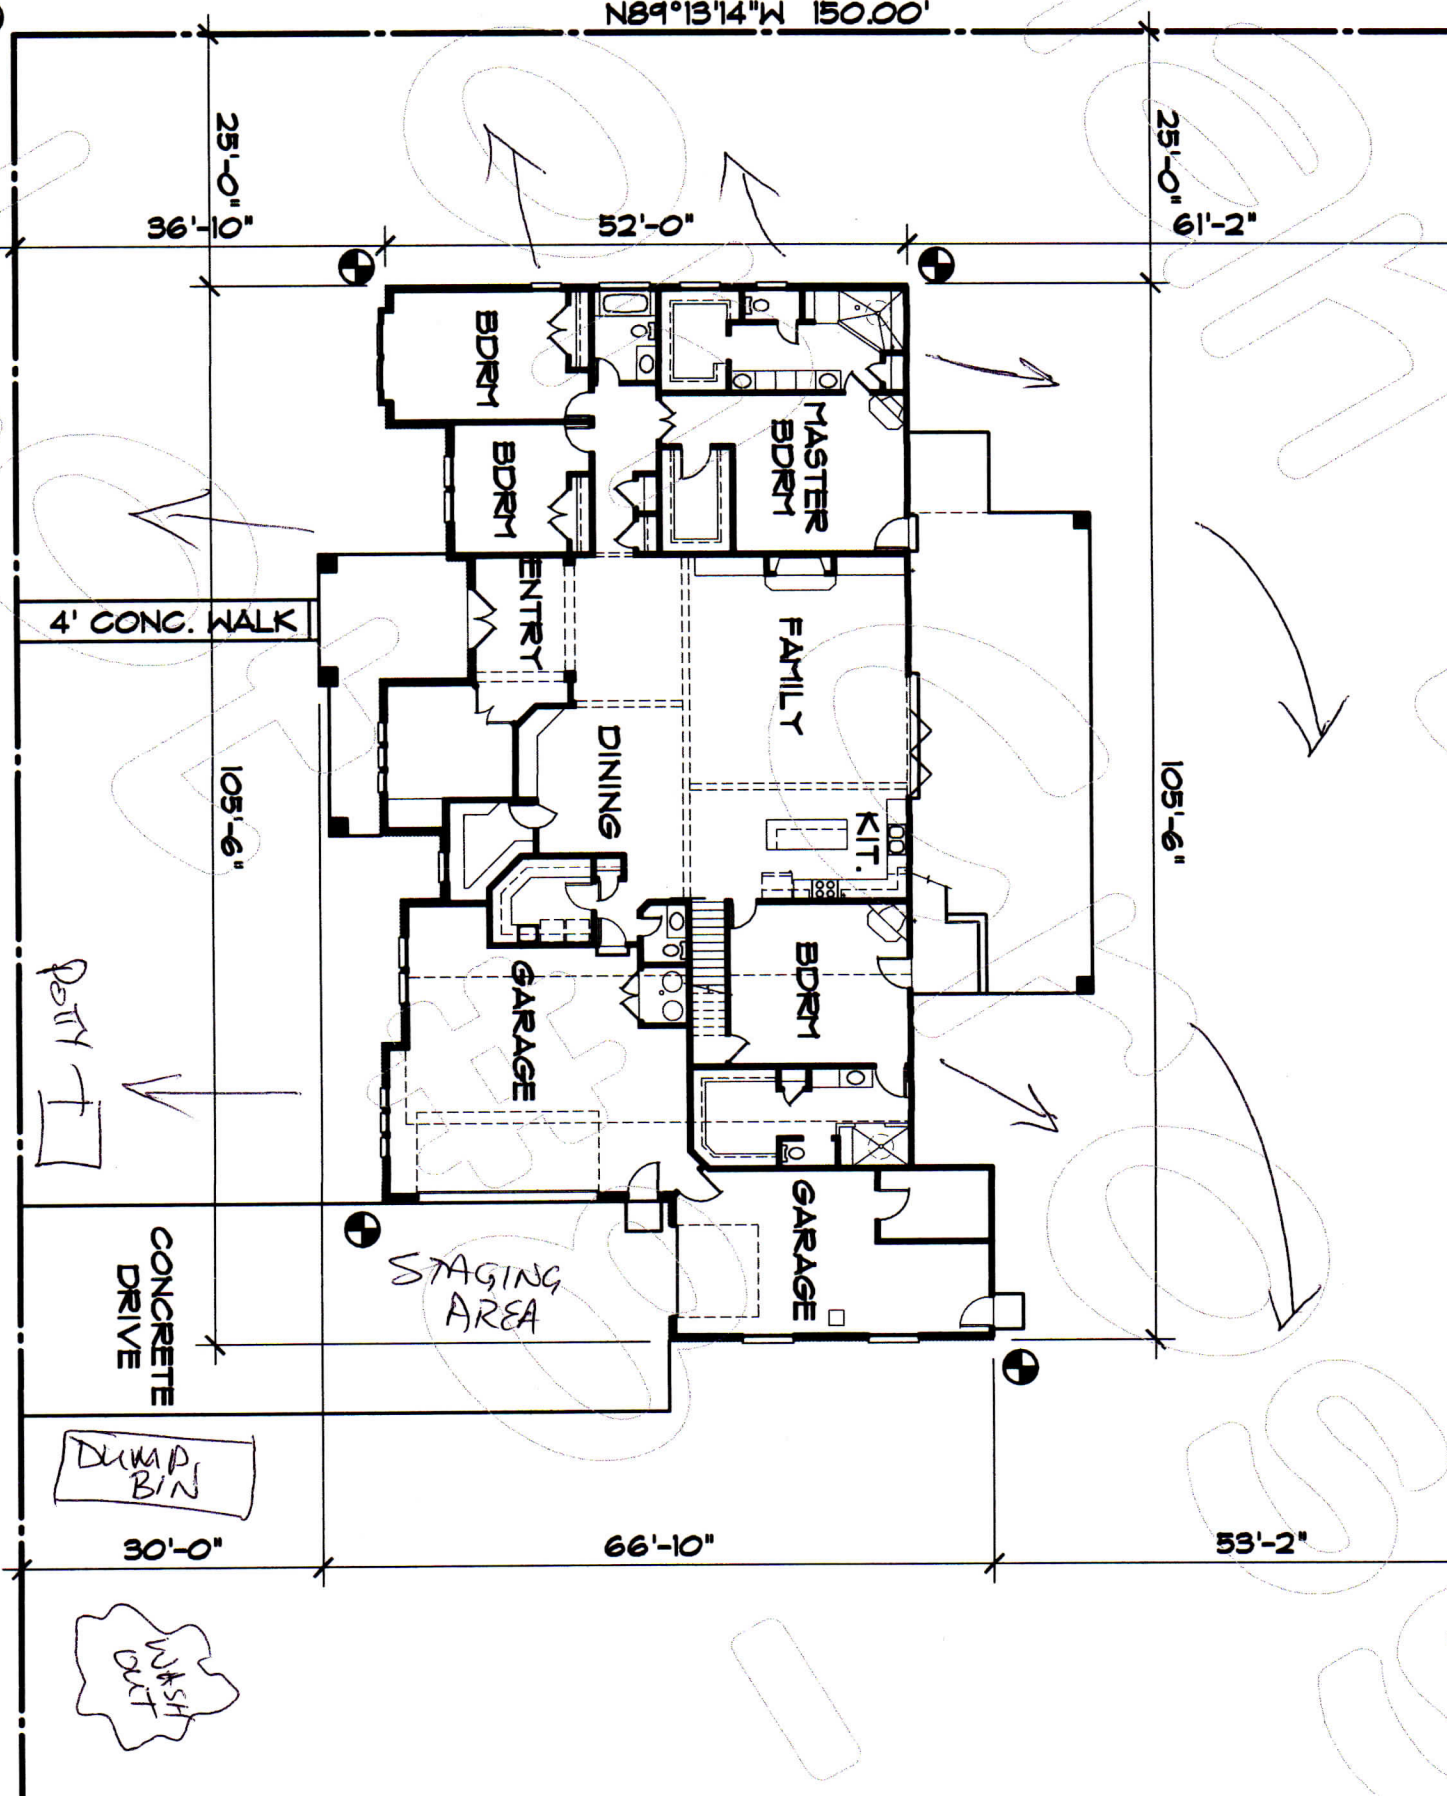 N89°13'14"W 150.00'
25'-0"
25'-0"
36'-10"
52'-0"
61'-2"
BDRM
MASTER
BDRM
BDRM
4' CONC. WALK
ENTRY
FAMILY
DINING
KIT.
105'-6"
105'-6"
POTTY
BDRM
GARAGE
GARAGE
STAGING
AREA
CONCRETE
DRIVE
DUMP
BIN
30'-0"
66'-10"
53'-2"
WASH
OUT